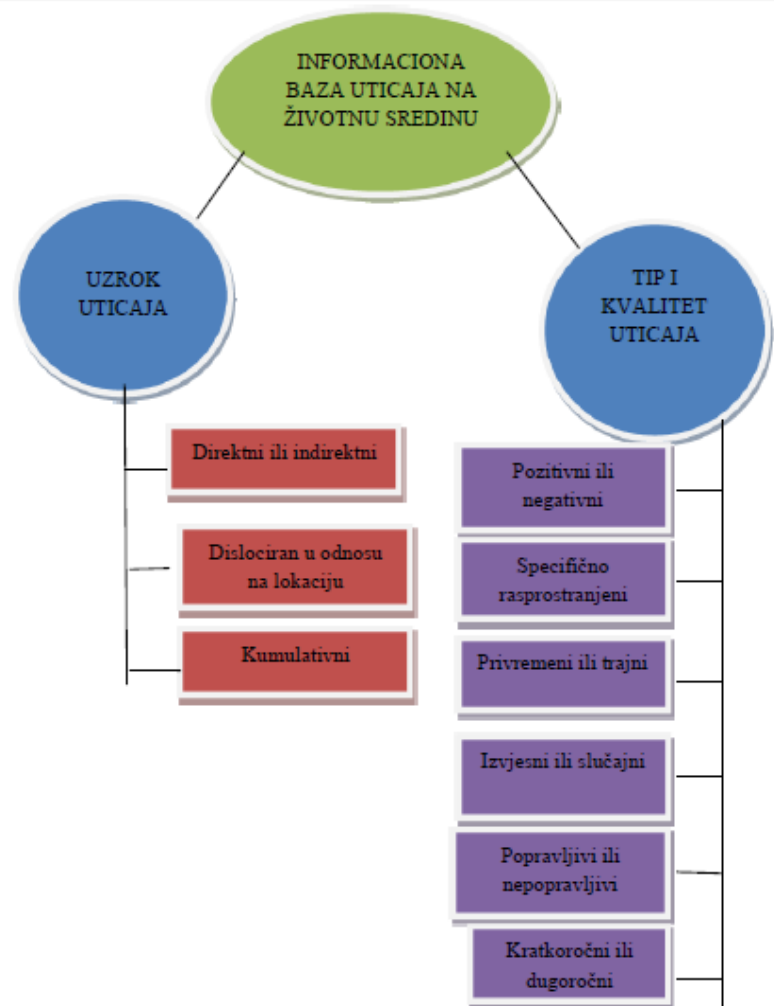 INFORMACIONA
BAZA UTICAJA NA
ŽIVOTNU SREDINU
UZROK
UTICAJA
TIP I
KVALITET
UTICAJA
Direktni ili indirektni
Dislociran u odnosu
na lokaciju
Kumulativni
Pozitivni ili
negativni
Specifično
rasprostranjeni
Privremeni ili trajni
Izvjesni ili slučajni
Popravljivi ili
nepopravljivi
Kratkoročni ili
dugoročni